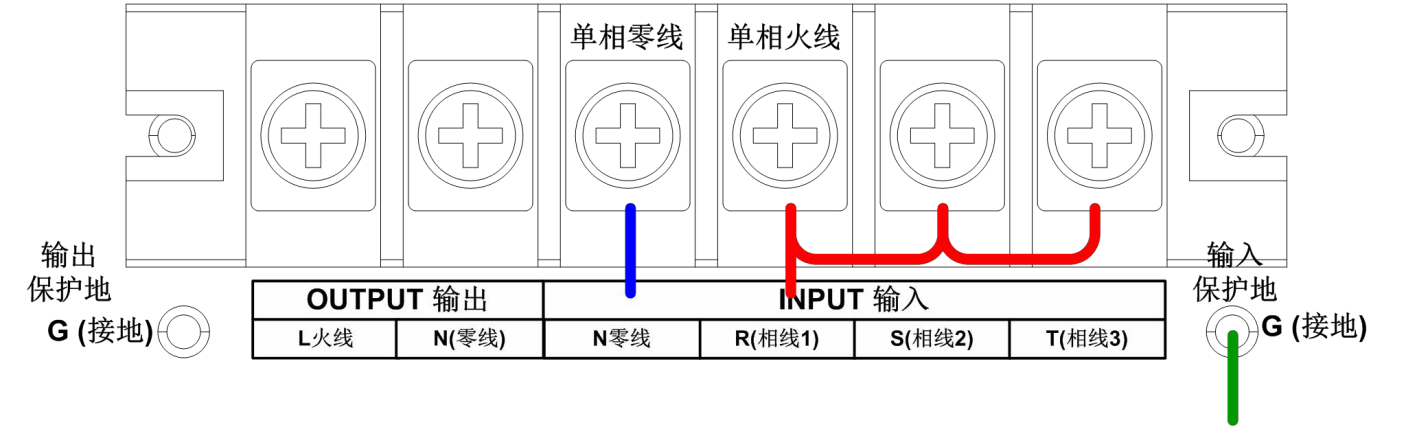 单相零线
单相火线
输出
保护地
G (接地)
OUTPUT 输出
INPUT 输入
L火线
N(零线)
N零线
R(相线1)
S(相线2)
T(相线3)
输入
保护地
G (接地)